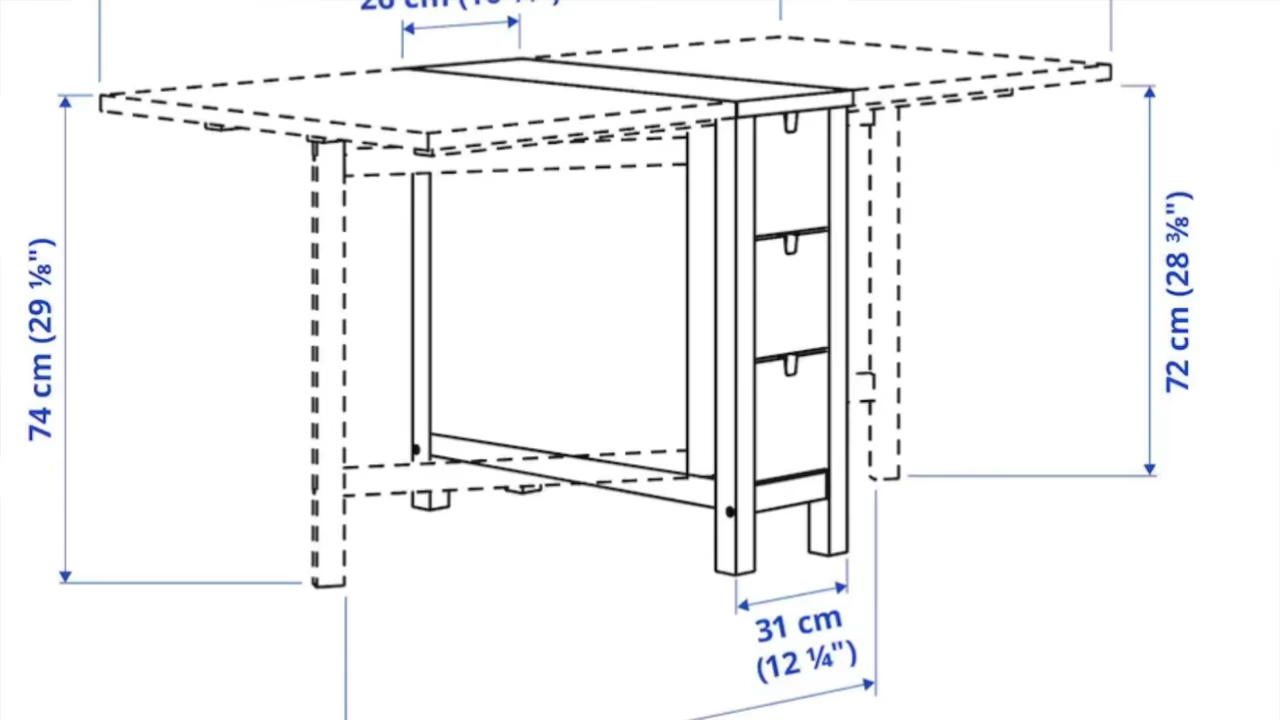 74 cm (29 ⅛")
72 cm (28 ⅜")
31 cm
(12 ¼")